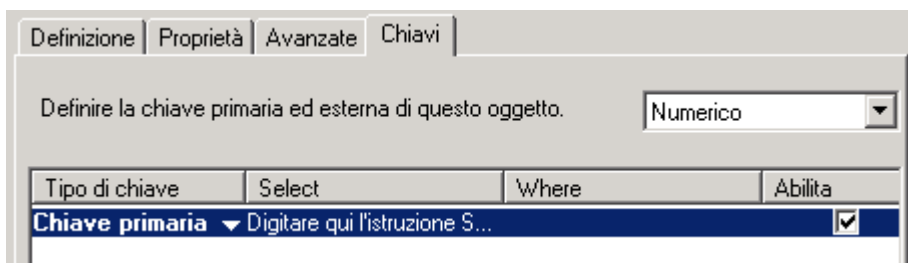 Definizione Proprietà Avanzate Chiavi
Definire la chiave primaria ed esterna di questo oggetto. Numerico
Tipo di chiave Select Where Abilita
Chiave primaria Digitare qui l'istruzione S...